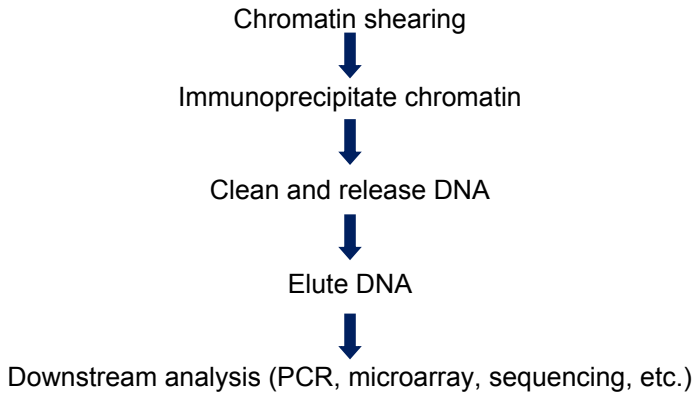 Chromatin shearing
Immunoprecipitate chromatin
Clean and release DNA
Elute DNA
Downstream analysis (PCR, microarray, sequencing, etc.)